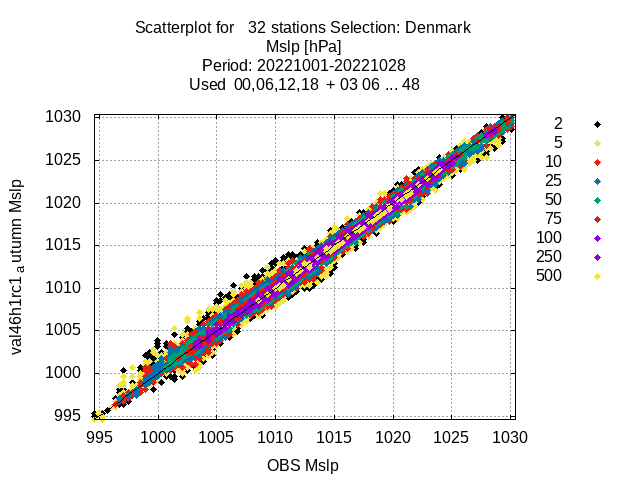 Scatterplot for   32 stations Selection: Denmark
Mslp [hPa]
Period: 20221001-20221028
Used  00,06,12,18  + 03 06 ... 48
1030
1025
1020
1015
1010
1005
1000
995
val46h1rc1_autumn Mslp
995 1000 1005 1010 1015 1020 1025 1030
OBS Mslp
2
5
10
25
50
75
100
250
500